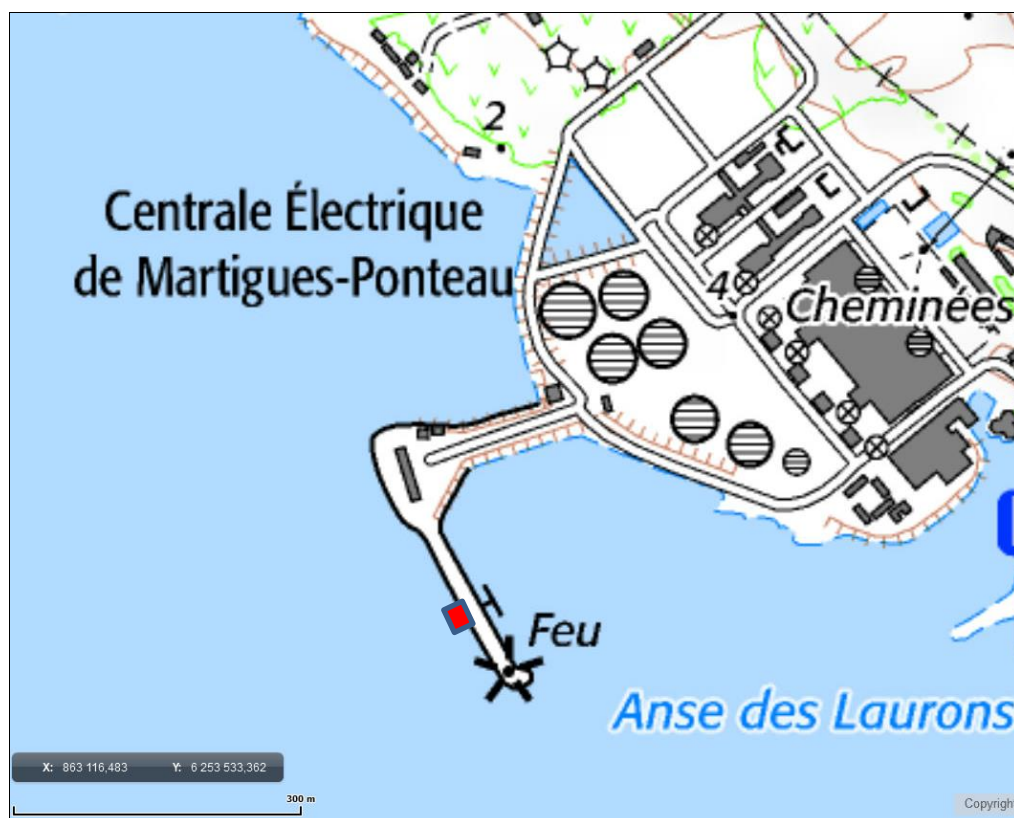 2
Centrale Électrique
de Martigues-Ponteau
4
Cheminées
Feu
Anse des Laurons
X: 863 116,483 Y: 6 253 533,362
300 m
Copyright